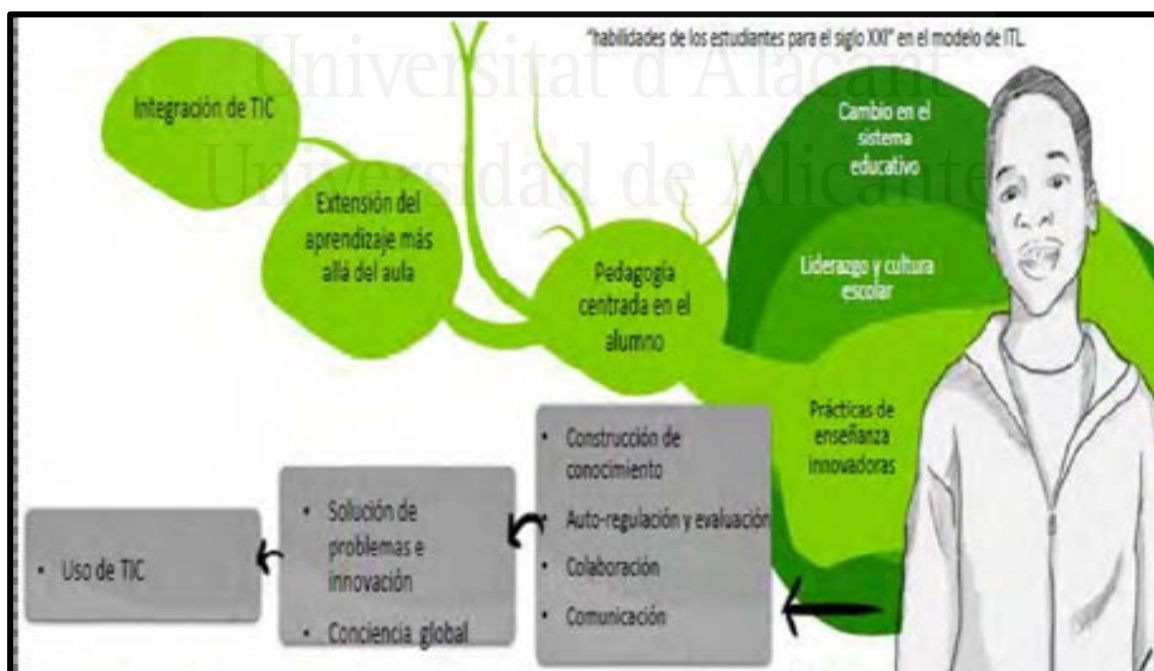 "habilidades de los estudiantes para el siglo XXI" en el modelo de ITL.
Universitat d'Alacant
Universidad de Alicante
Integración de TIC
Extensión del
aprendizaje más
allá del aula
Pedagogía
centrada en el
alumno
Cambio en el
sistema
educativo
Liderazgo y cultura
escolar
Prácticas de
enseñanza
innovadoras
• Construcción de
conocimiento
• Auto-regulación y evaluación
• Colaboración
• Comunicación
• Solución de
problemas e
innovación
• Conciencia global
• Uso de TIC